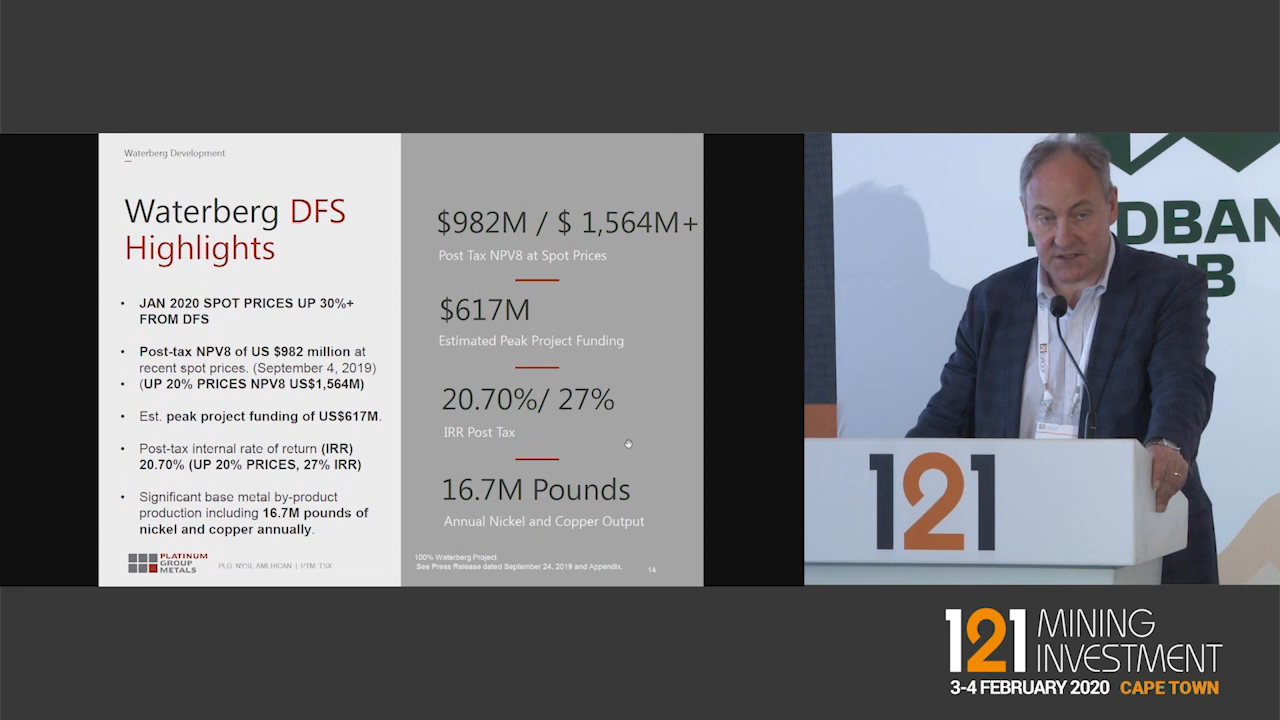 Waterberg Development
Waterberg DFS
Highlights
• JAN 2020 SPOT PRICES UP 30%+
FROM DFS
• Post-tax NPV8 of US $982 million at
recent spot prices. (September 4, 2019)
• (UP 20% PRICES NPV8 US$1,564M)
• Est. peak project funding of US$617M.
• Post-tax internal rate of return (IRR)
20.70% (UP 20% PRICES, 27% IRR)
• Significant base metal by-product
production including 16.7M pounds of
nickel and copper annually.
PLATINUM
GROUP
METALS
PLG: NYSE AMERICAN | PTM: TSX
$982M / $ 1,564M+
Post Tax NPV8 at Spot Prices
$617M
Estimated Peak Project Funding
20.70%/ 27%
IRR Post Tax
16.7M Pounds
Annual Nickel and Copper Output
100% Waterberg Project
See Press Release dated September 24, 2019 and Appendix.
14
DBAN
B
121
121 MINING
INVESTMENT
3-4 FEBRUARY 2020 CAPE TOWN